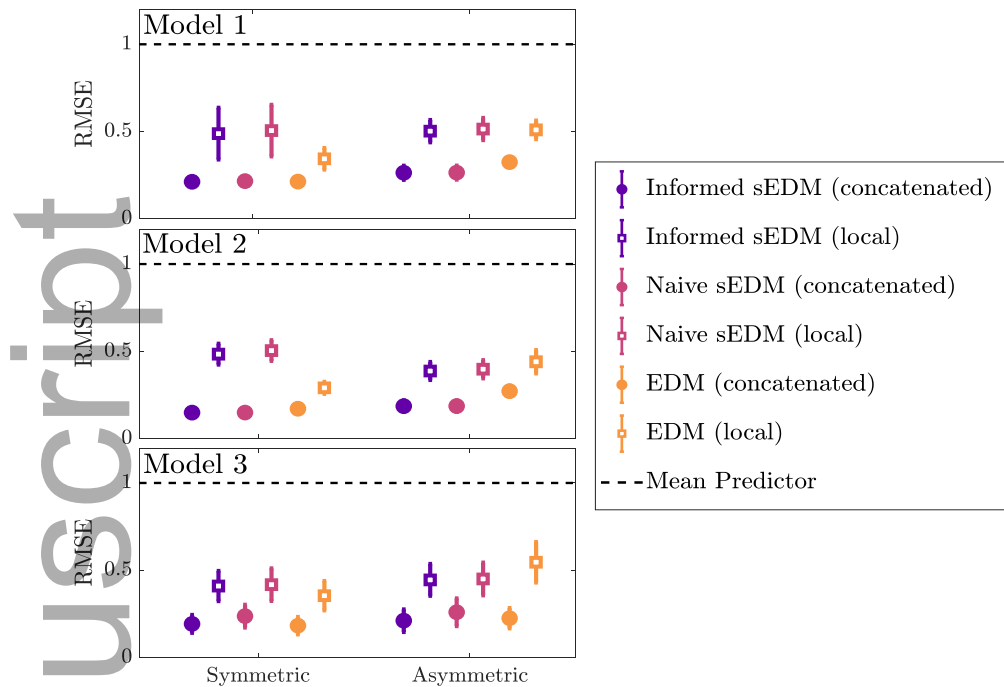 Model 1
1
0.5
0
RMSE
Model 2
1
0.5
0
RMSE
Model 3
1
0.5
0
RMSE
Symmetric Asymmetric
Informed sEDM (concatenated)
Informed sEDM (local)
Naive sEDM (concatenated)
Naive sEDM (local)
EDM (concatenated)
EDM (local)
Mean Predictor
uscript